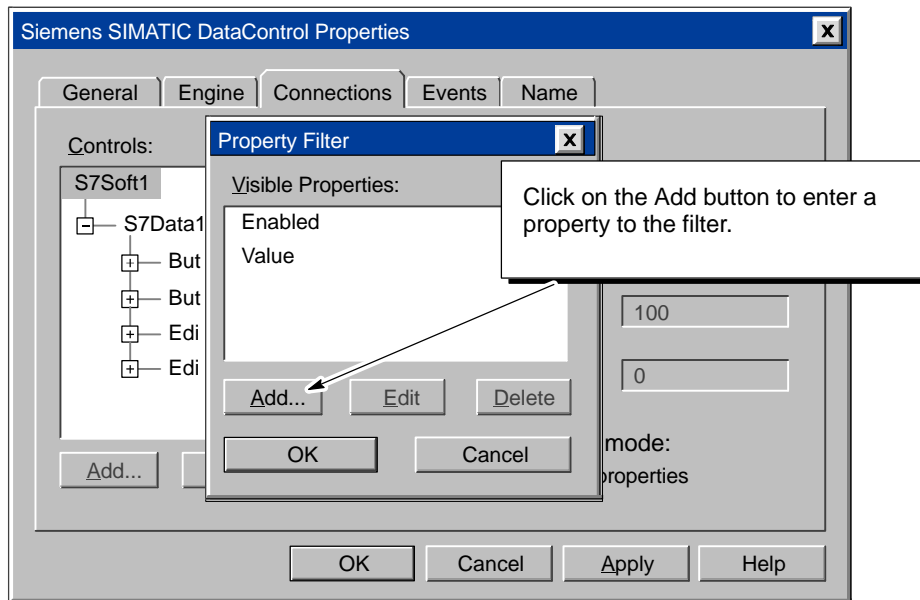 Siemens SIMATIC DataControl Properties
X
General Engine Connections Events Name
Controls:
S7Soft1
S7Data1
But
But
Edi
Edi
Add...
Property Filter
X
Visible Properties:
Enabled
Value
Add... Edit Delete
OK Cancel
Click on the Add button to enter a
property to the filter.
100
0
mode:
properties
OK Cancel Apply Help